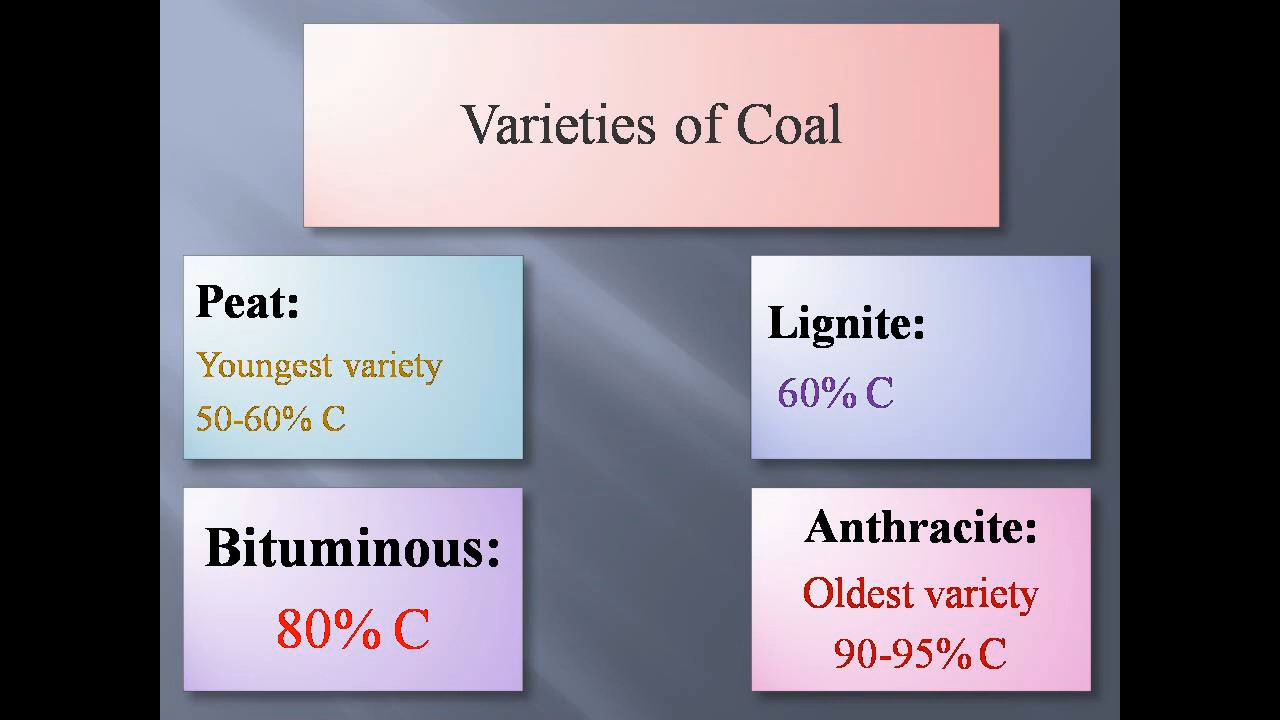 Varieties of Coal
Peat:
Youngest variety
50-60% C
Lignite:
60% C
Bituminous:
80% C
Anthracite:
Oldest variety
90-95% C